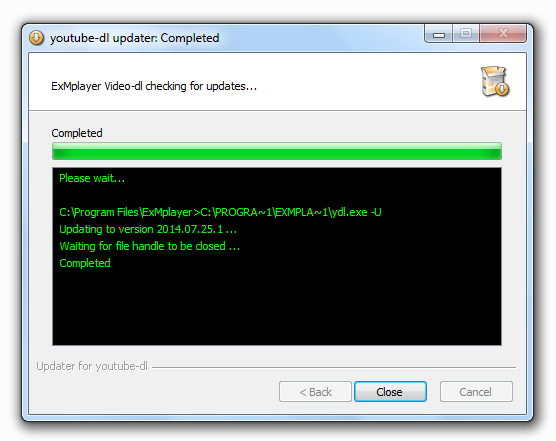 youtube-dl updater: Completed
ExMplayer Video-dl checking for updates...
Completed
Please wait...
C:\Program Files\ExMplayer>C:\PROGRA~1\EXMPLA~1\ydl.exe -U
Updating to version 2014.07.25.1 ...
Waiting for file handle to be closed ...
Completed
Updater for youtube-dl
< Back
Close
Cancel